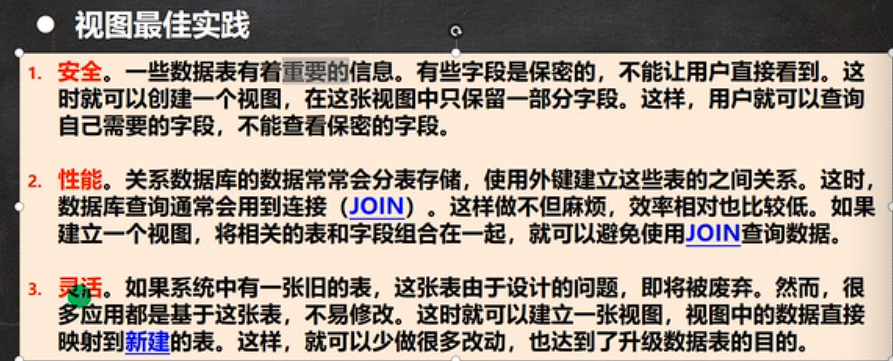 ● 视图最佳实践
1. 安全。一些数据表有着重要的信息。有些字段是保密的，不能让用户直接看到。这
时就可以创建一个视图，在这张视图中只保留一部分字段。这样，用户就可以查询
自己需要的字段，不能查看保密的字段。
2. 性能。关系数据库的数据常常会分表存储，使用外键建立这些表的之间关系。这时，
数据库查询通常会用到连接（JOIN）。这样做不但麻烦，效率相对也比较低。如果
建立一个视图，将相关的表和字段组合在一起，就可以避免使用JOIN查询数据。
3. 灵活。如果系统中有一张旧的表，这张表由于设计的问题，即将被废弃。然而，很
多应用都是基于这张表，不易修改。这时就可以建立一张视图，视图中的数据直接
映射到新建的表。这样，就可以少做很多改动，也达到了升级数据表的目的。